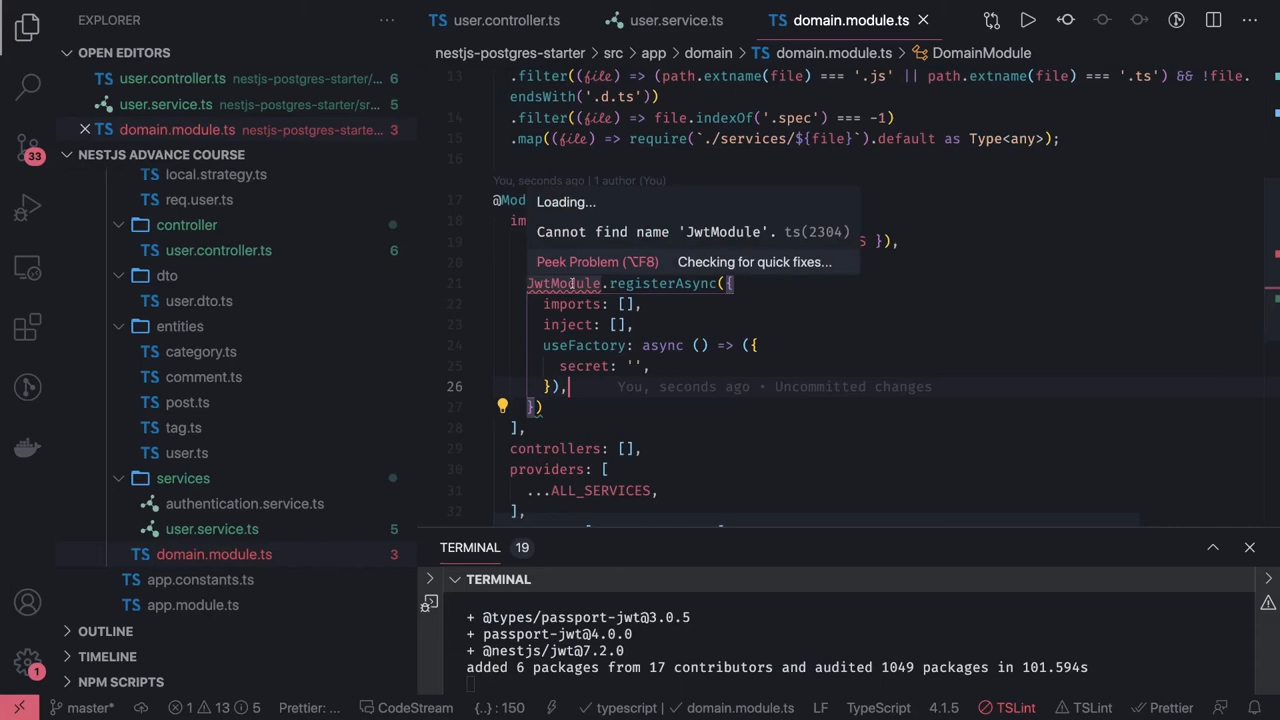 EXPLORER
OPEN EDITORS
user.controller.ts nestjs-postgres-starter/... 6
user.service.ts nestjs-postgres-starter/sr... 5
TS domain.module.ts nestjs-postgres-starte... 3
33
NESTJS ADVANCE COURSE
TS local.strategy.ts
TS req.user.ts
controller
TS user.controller.ts 6
dto
TS user.dto.ts
entities
TS category.ts
TS comment.ts
TS post.ts
TS tag.ts
TS user.ts
services
authentication.service.ts
user.service.ts 5
TS domain.module.ts 3
TS app.constants.ts
TS app.module.ts
OUTLINE
TIMELINE
NPM SCRIPTS
1
TS user.controller.ts
user.service.ts
TS domain.module.ts
nestjs-postgres-starter > src > app > domain > TS domain.module.ts > DomainModule
13 .filter((file) => (path.extname(file) === '.js' || path.extname(file) === '.ts') && !file.
endsWith('.d.ts'))
14 .filter((file) => file.indexOf('.spec') === -1)
15 .map((file) => require(`./services/${file}`).default as Type<any>);
16
You, seconds ago | 1 author (You)
17 @Mod
18 im
19 S }),
20
Loading...
Cannot find name 'JwtModule'. ts(2304)
Peek Problem (⌥F8) Checking for quick fixes...
21 JwtModule.registerAsync({
22 imports: [],
23 inject: [],
24 useFactory: async () => ({
25 secret: '',
26 }), You, seconds ago • Uncommitted changes
27 })
28 ],
29 controllers: [],
30 providers: [
31 ...ALL_SERVICES,
32 ],
TERMINAL 19
TERMINAL
+ @types/passport-jwt@3.0.5
+ passport-jwt@4.0.0
+ @nestjs/jwt@7.2.0
added 6 packages from 17 contributors and audited 1049 packages in 101.594s
master* 1 13 5 Prettier: ... CodeStream {..} : 150 typescript | domain.module.ts LF TypeScript 4.1.5 TSLint TSLint Prettier